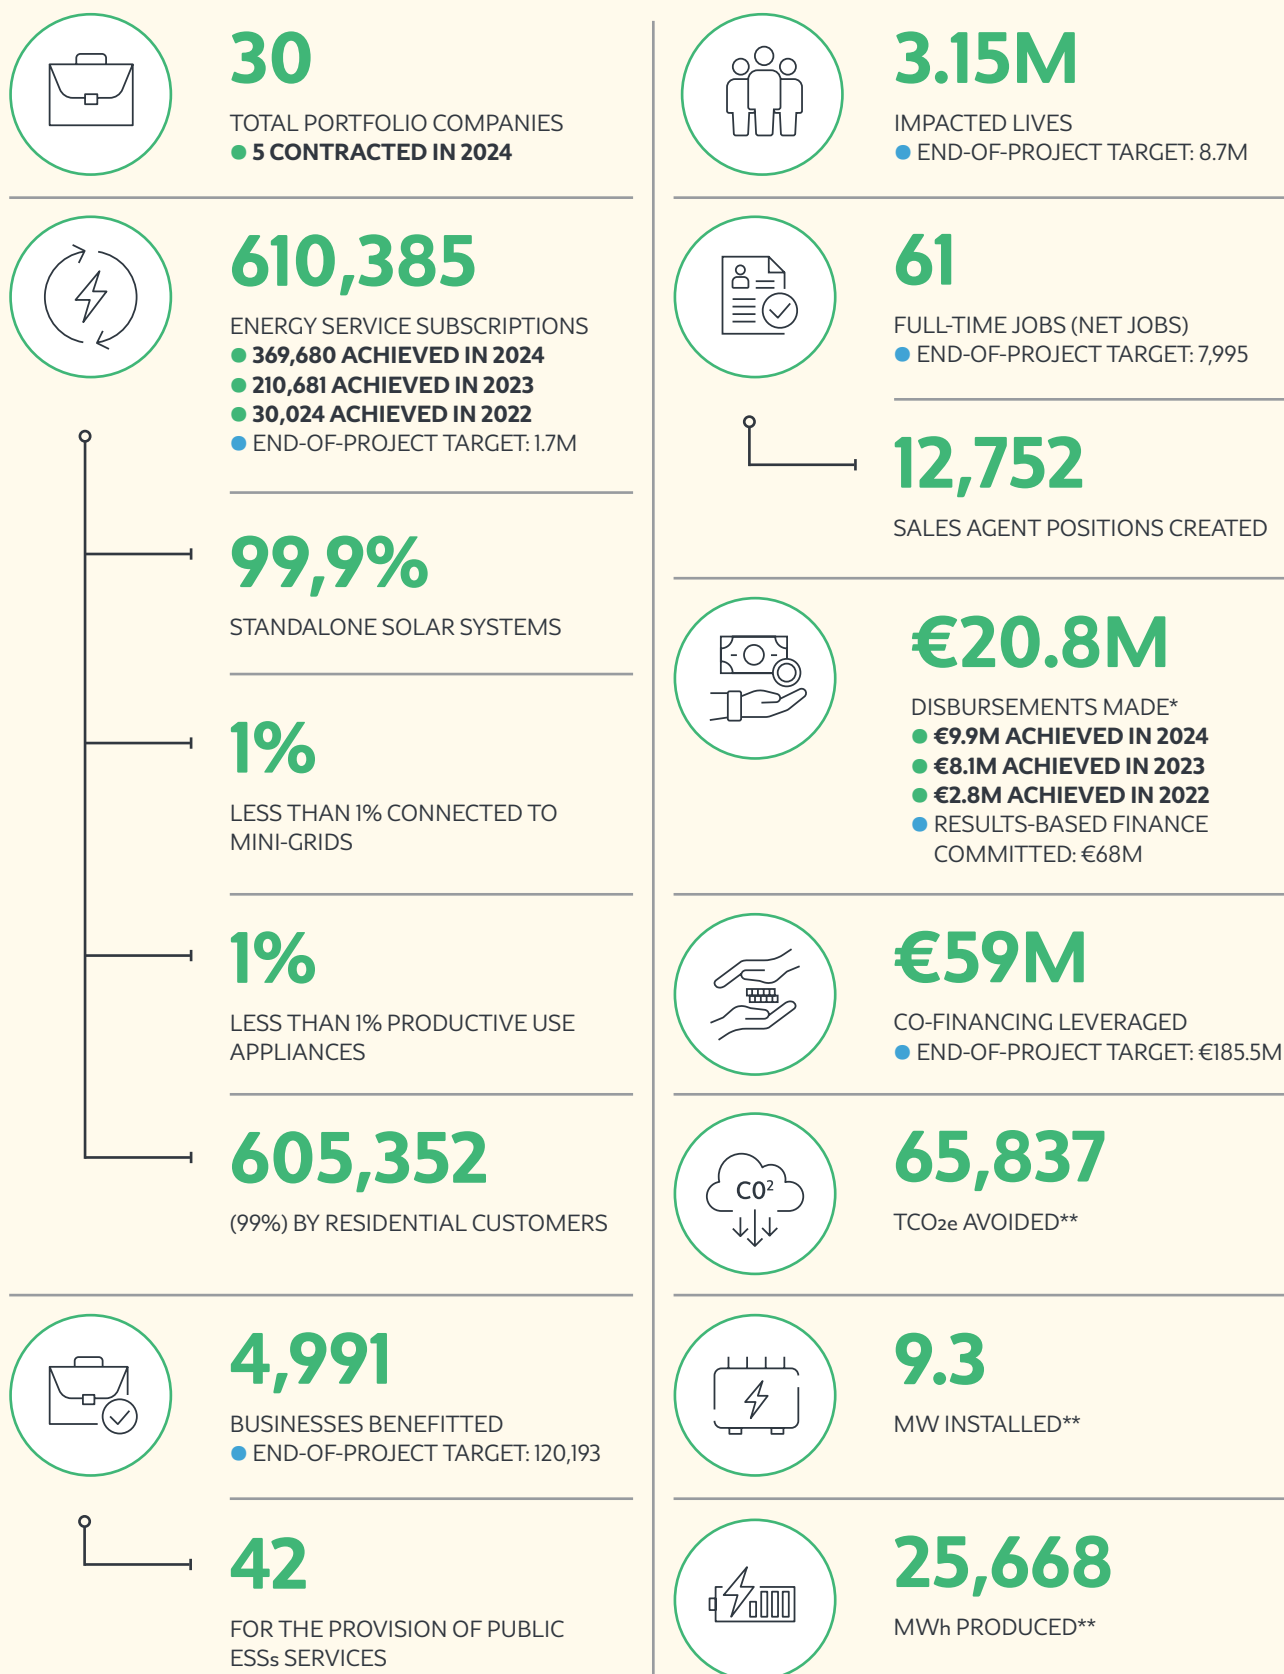 30
TOTAL PORTFOLIO COMPANIES
5 CONTRACTED IN 2024
610,385
ENERGY SERVICE SUBSCRIPTIONS
369,680 ACHIEVED IN 2024
210,681 ACHIEVED IN 2023
30,024 ACHIEVED IN 2022
END-OF-PROJECT TARGET: 1.7M
99,9%
STANDALONE SOLAR SYSTEMS
1%
LESS THAN 1% CONNECTED TO
MINI-GRIDS
1%
LESS THAN 1% PRODUCTIVE USE
APPLIANCES
605,352
(99%) BY RESIDENTIAL CUSTOMERS
4,991
BUSINESSES BENEFITTED
END-OF-PROJECT TARGET: 120,193
42
FOR THE PROVISION OF PUBLIC
ESSs SERVICES
3.15M
IMPACTED LIVES
END-OF-PROJECT TARGET: 8.7M
61
FULL-TIME JOBS (NET JOBS)
END-OF-PROJECT TARGET: 7,995
12,752
SALES AGENT POSITIONS CREATED
€20.8M
DISBURSEMENTS MADE*
€9.9M ACHIEVED IN 2024
€8.1M ACHIEVED IN 2023
€2.8M ACHIEVED IN 2022
RESULTS-BASED FINANCE
COMMITTED: €68M
€59M
CO-FINANCING LEVERAGED
END-OF-PROJECT TARGET: €185.5M
CO²
65,837
TCO2e AVOIDED**
9.3
MW INSTALLED**
25,668
MWh PRODUCED**